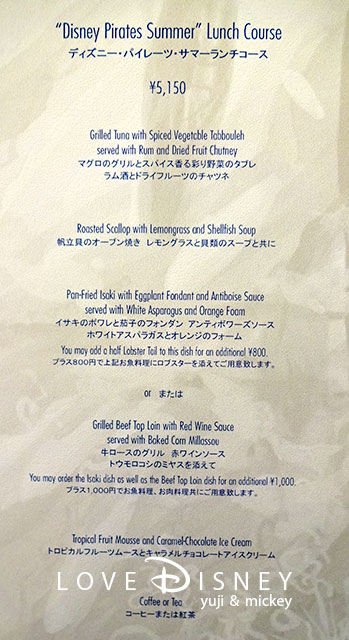 “Disney Pirates Summer” Lunch Course
ディズニー・パイレーツ・サマーランチコース
¥5,150
Grilled Tuna with Spiced Vegetable Tabbouleh
served with Rum and Dried Fruit Chutney
マグロのグリルとスパイス香る彩り野菜のタブレ
ラム酒とドライフルーツのチャツネ
Roasted Scallop with Lemongrass and Shellfish Soup
帆立貝のオーブン焼き レモングラスと貝類のスープと共に
Pan-Fried Isaki with Eggplant Fondant and Antiboise Sauce
served with White Asparagus and Orange Foam
イサキのポワレと茄子のフォンダン アンティボワーズソース
ホワイトアスパラガスとオレンジのフォーム
You may add a half Lobster Tail to this dish for an additional ¥800.
プラス800円で上記お魚料理にロブスターを添えてご用意致します。
or または
Grilled Beef Top Loin with Red Wine Sauce
served with Baked Corn Millassou
牛ロースのグリル 赤ワインソース
トウモロコシのミヤスを添えて
You may order the Isaki dish as well as the Beef Top Loin dish for an additional ¥1,000.
プラス1,000円でお魚料理、お肉料理共にご用意致します。
Tropical Fruit Mousse and Caramel-Chocolate Ice Cream
トロピカルフルーツムースとキャラメルチョコレートアイスクリーム
LOVE DISNEY
yuji & mickey
Coffee or Tea
コーヒーまたは紅茶